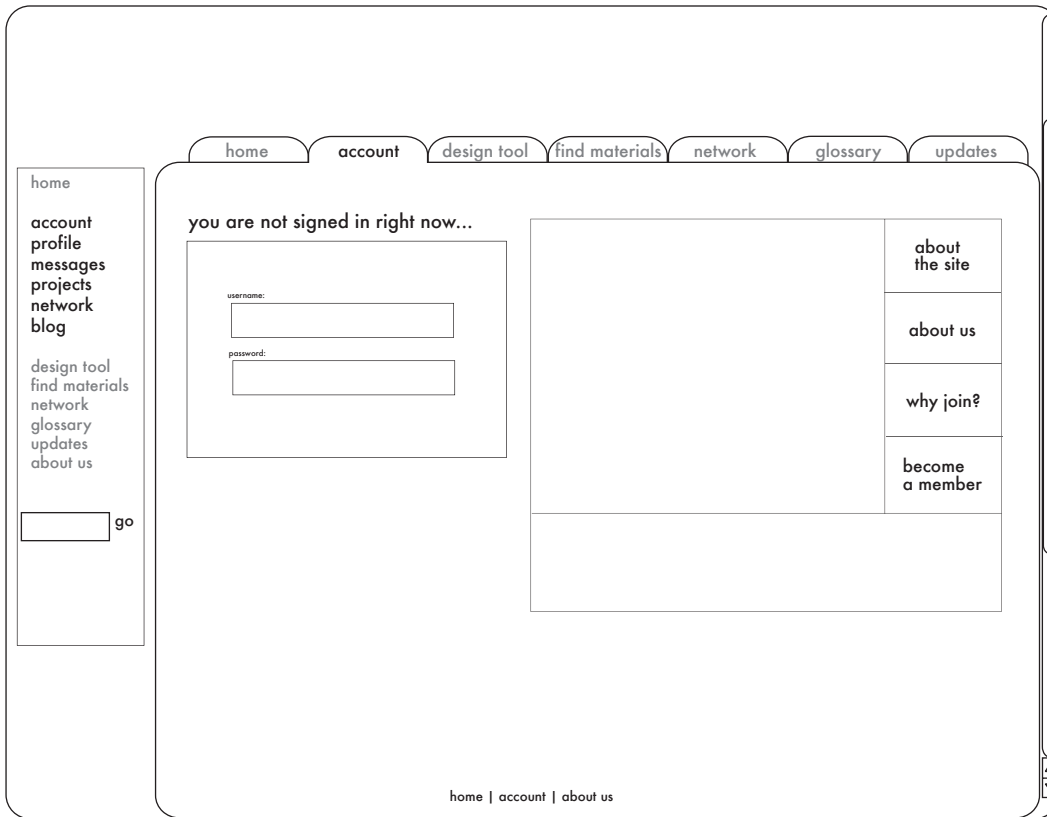 home account design tool find materials network glossary updates
home
account
profile
messages
projects
network
blog
design tool
find materials
network
glossary
updates
about us
go
you are not signed in right now...
username:
password:
about
the site
about us
why join?
become
a member
home | account | about us